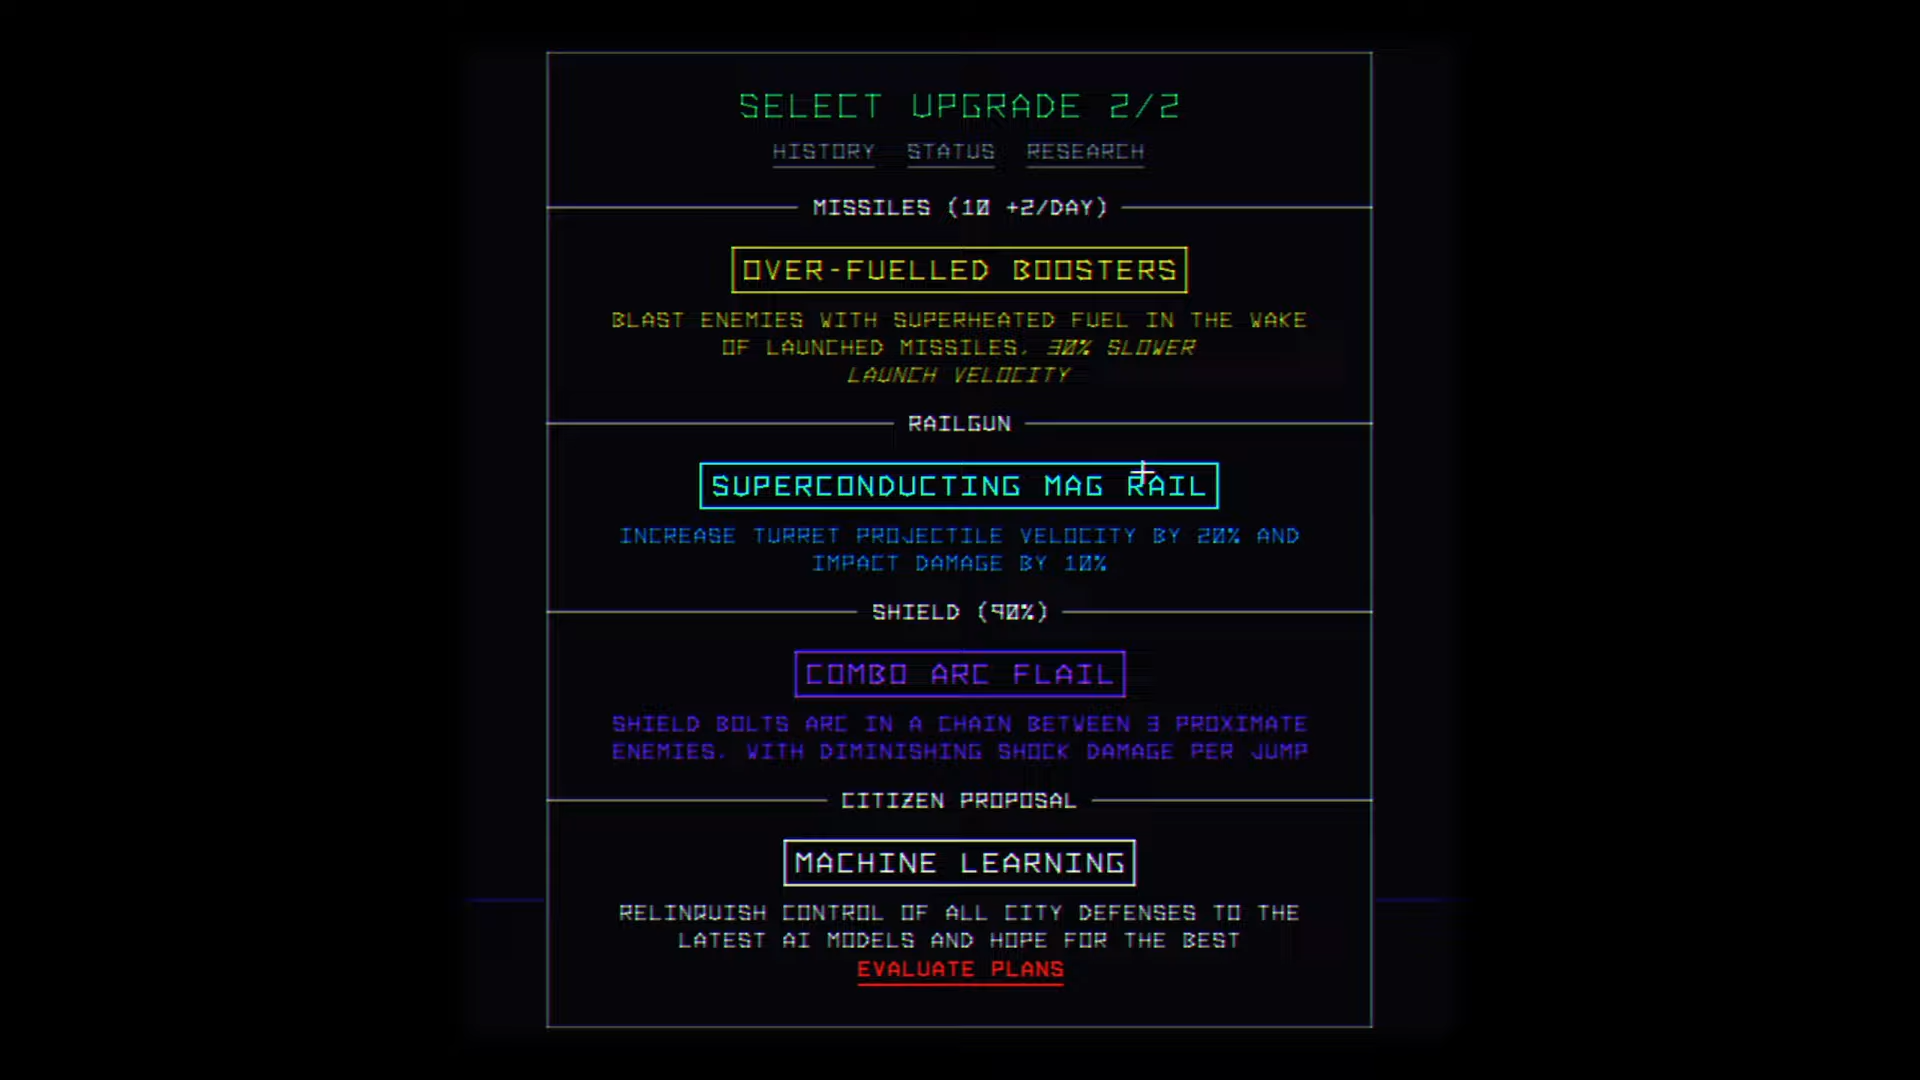 SELECT UPGRADE 2/2
HISTORY STATUS RESEARCH
MISSILES (10 +2/DAY)
OVER-FUELLED BOOSTERS
BLAST ENEMIES WITH SUPERHEATED FUEL IN THE WAKE
OF LAUNCHED MISSILES. 30% SLOWER
LAUNCH VELOCITY
RAILGUN
SUPERCONDUCTING MAG RAIL
INCREASE TURRET PROJECTILE VELOCITY BY 20% AND
IMPACT DAMAGE BY 10%
SHIELD (90%)
COMBO ARC FLAIL
SHIELD BOLTS ARC IN A CHAIN BETWEEN 3 PROXIMATE
ENEMIES, WITH DIMINISHING SHOCK DAMAGE PER JUMP
CITIZEN PROPOSAL
MACHINE LEARNING
RELINQUISH CONTROL OF ALL CITY DEFENSES TO THE
LATEST AI MODELS AND HOPE FOR THE BEST
EVALUATE PLANS